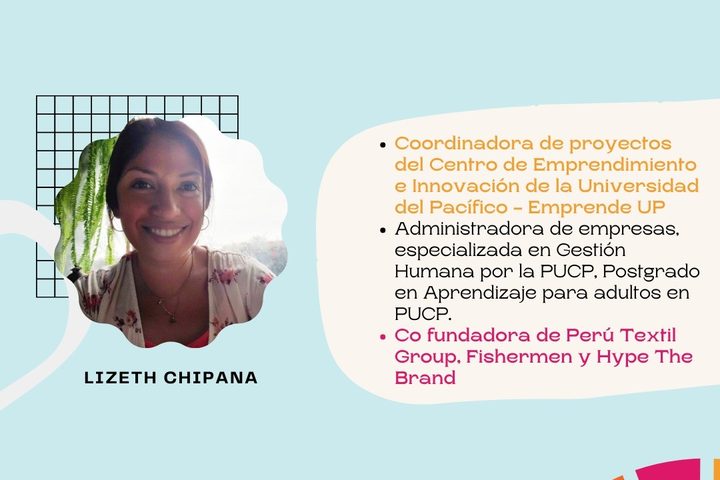 LIZETH CHIPANA
Coordinadora de proyectos
del Centro de Emprendimiento
e Innovación de la Universidad
del Pacífico - Emprende UP
Administradora de empresas,
especializada en Gestión
Humana por la PUCP, Postgrado
en Aprendizaje para adultos en
PUCP.
Co fundadora de Perú Textil
Group, Fishermen y Hype The
Brand